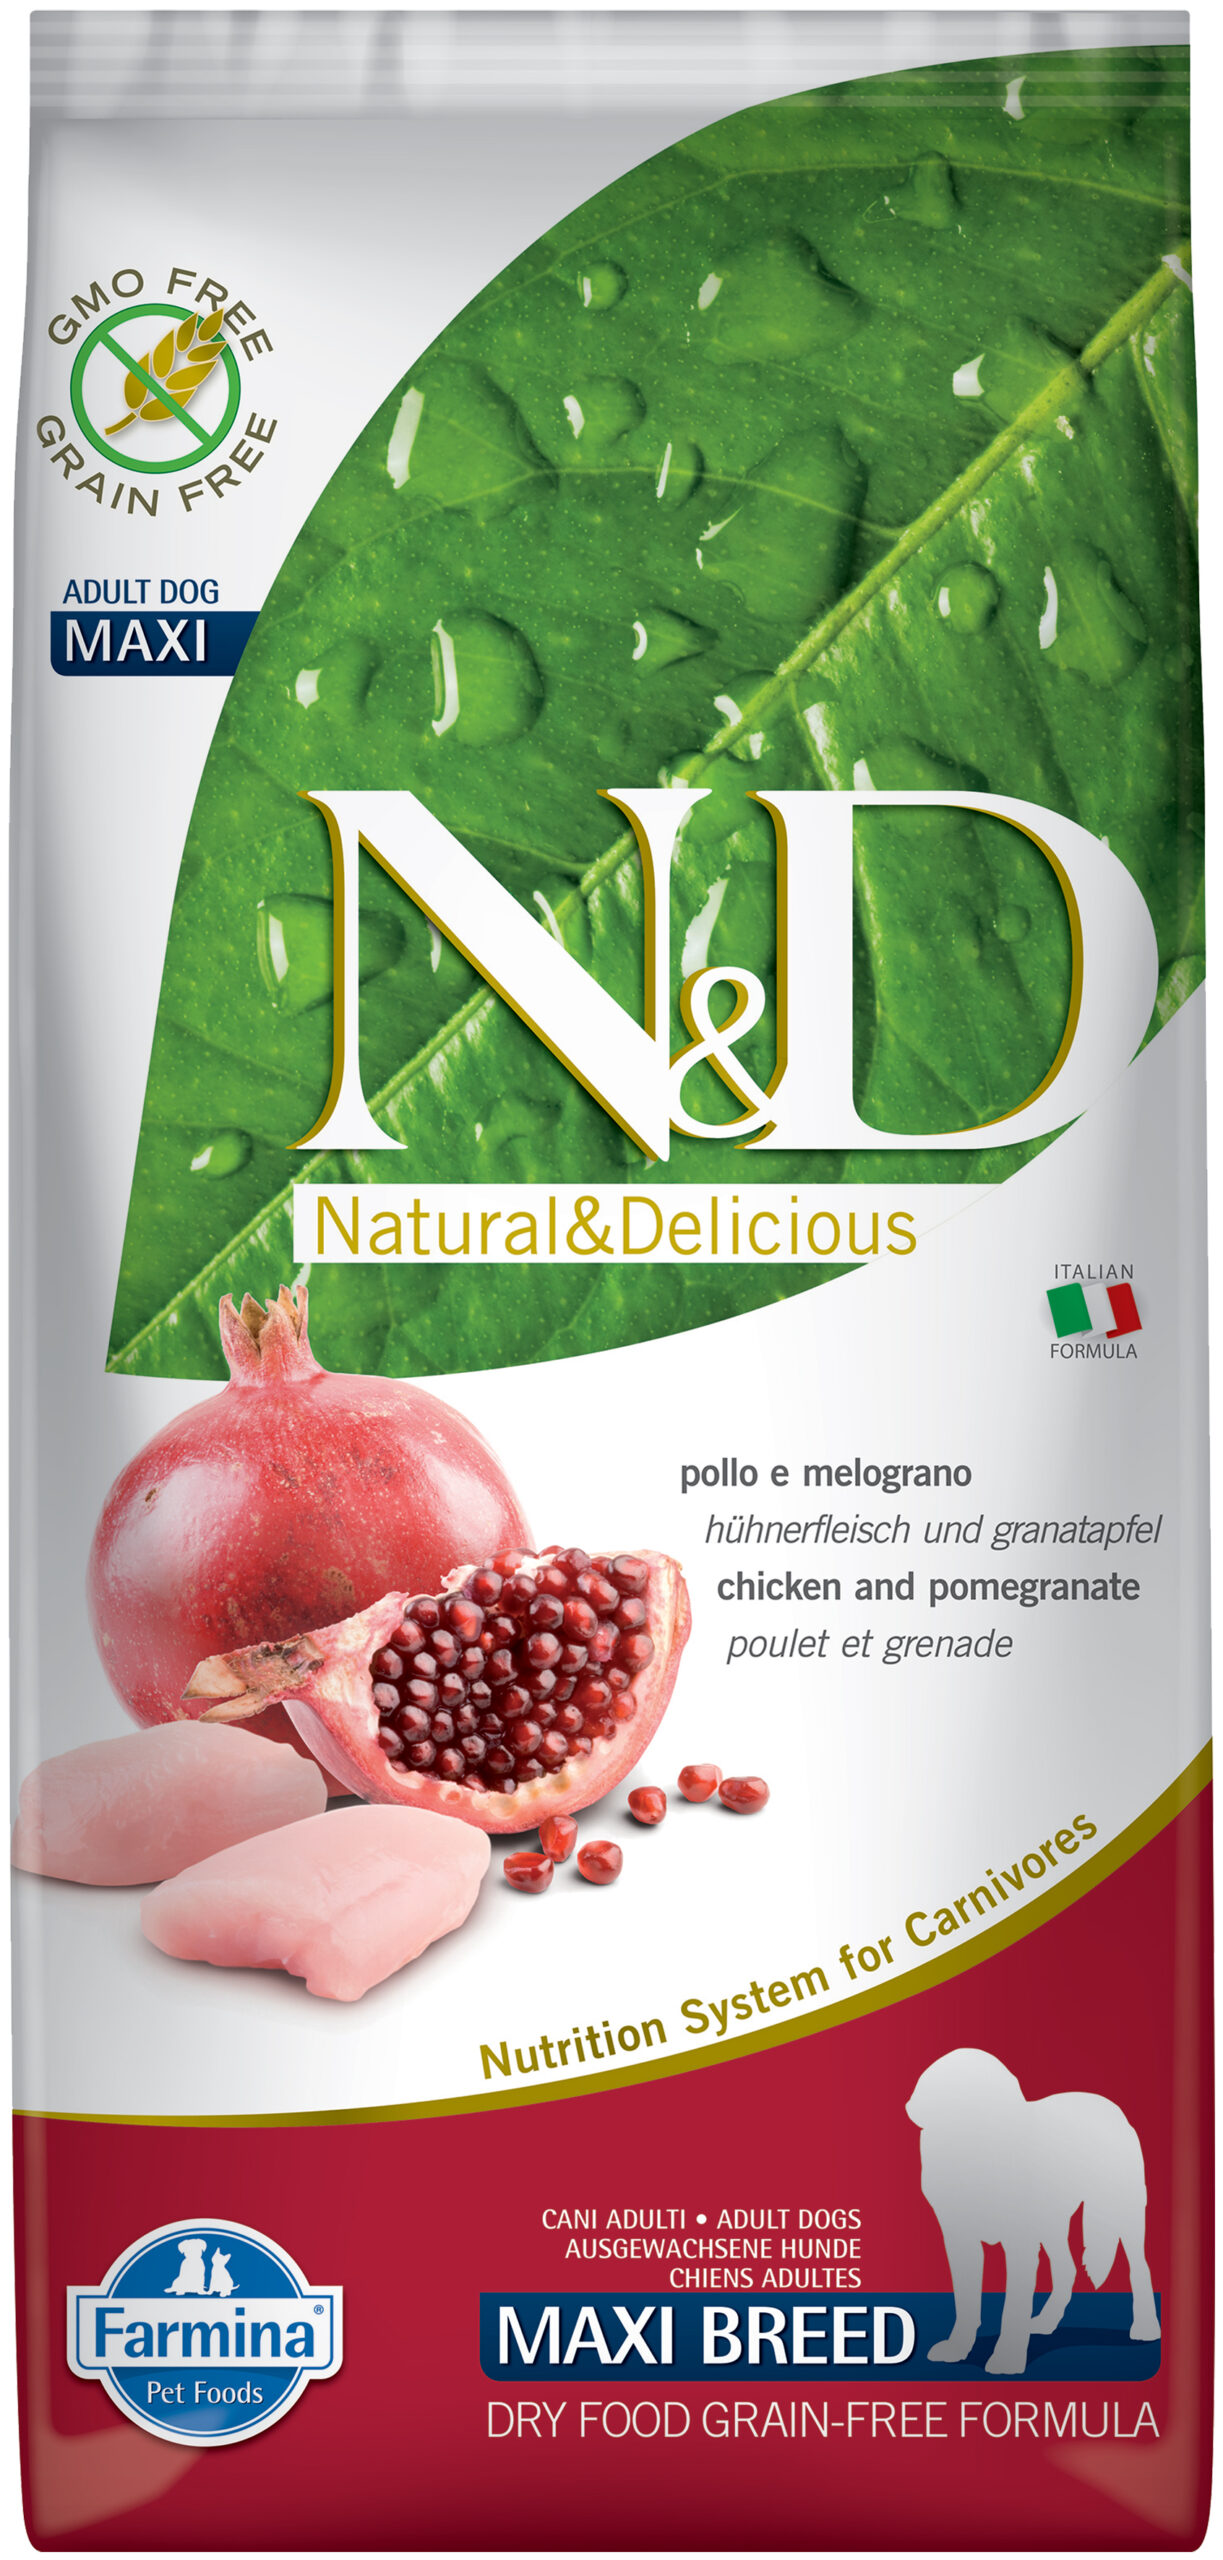 GMO FREE
GRAIN FREE
ADULT DOG
MAXI
N&D
Natural&Delicious
ITALIAN
FORMULA
pollo e melograno
hühnerfleisch und granatapfel
chicken and pomegranate
poulet et grenade
Nutrition System for Carnivores
CANI ADULTI • ADULT DOGS
AUSGEWACHSENE HUNDE
CHIENS ADULTES
MAXI BREED
DRY FOOD GRAIN-FREE FORMULA
Farmina®
Pet Foods